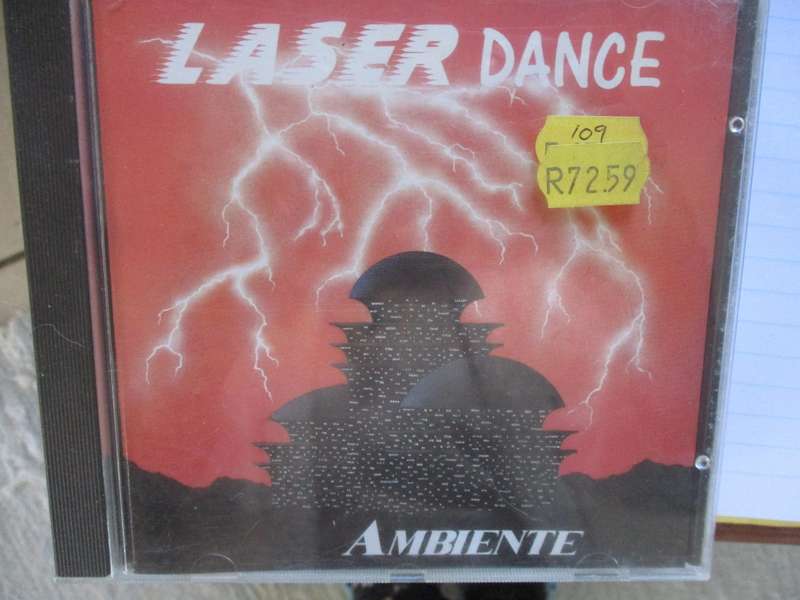 LASER DANCE
109
R72.59
AMBIENTE